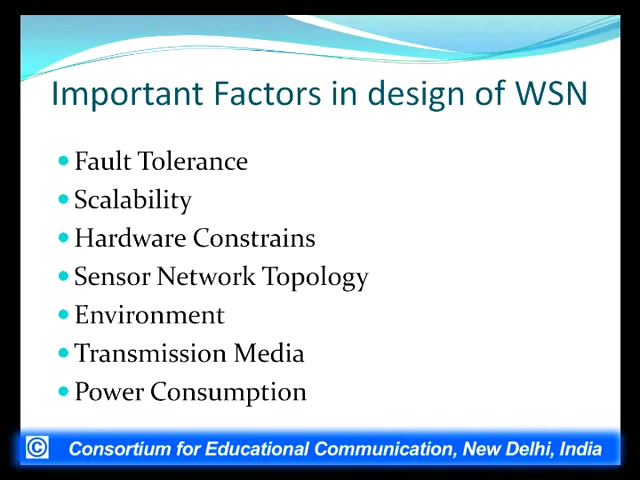 Important Factors in design of WSN
Fault Tolerance
Scalability
Hardware Constrains
Sensor Network Topology
Environment
Transmission Media
Power Consumption
© Consortium for Educational Communication, New Delhi, India